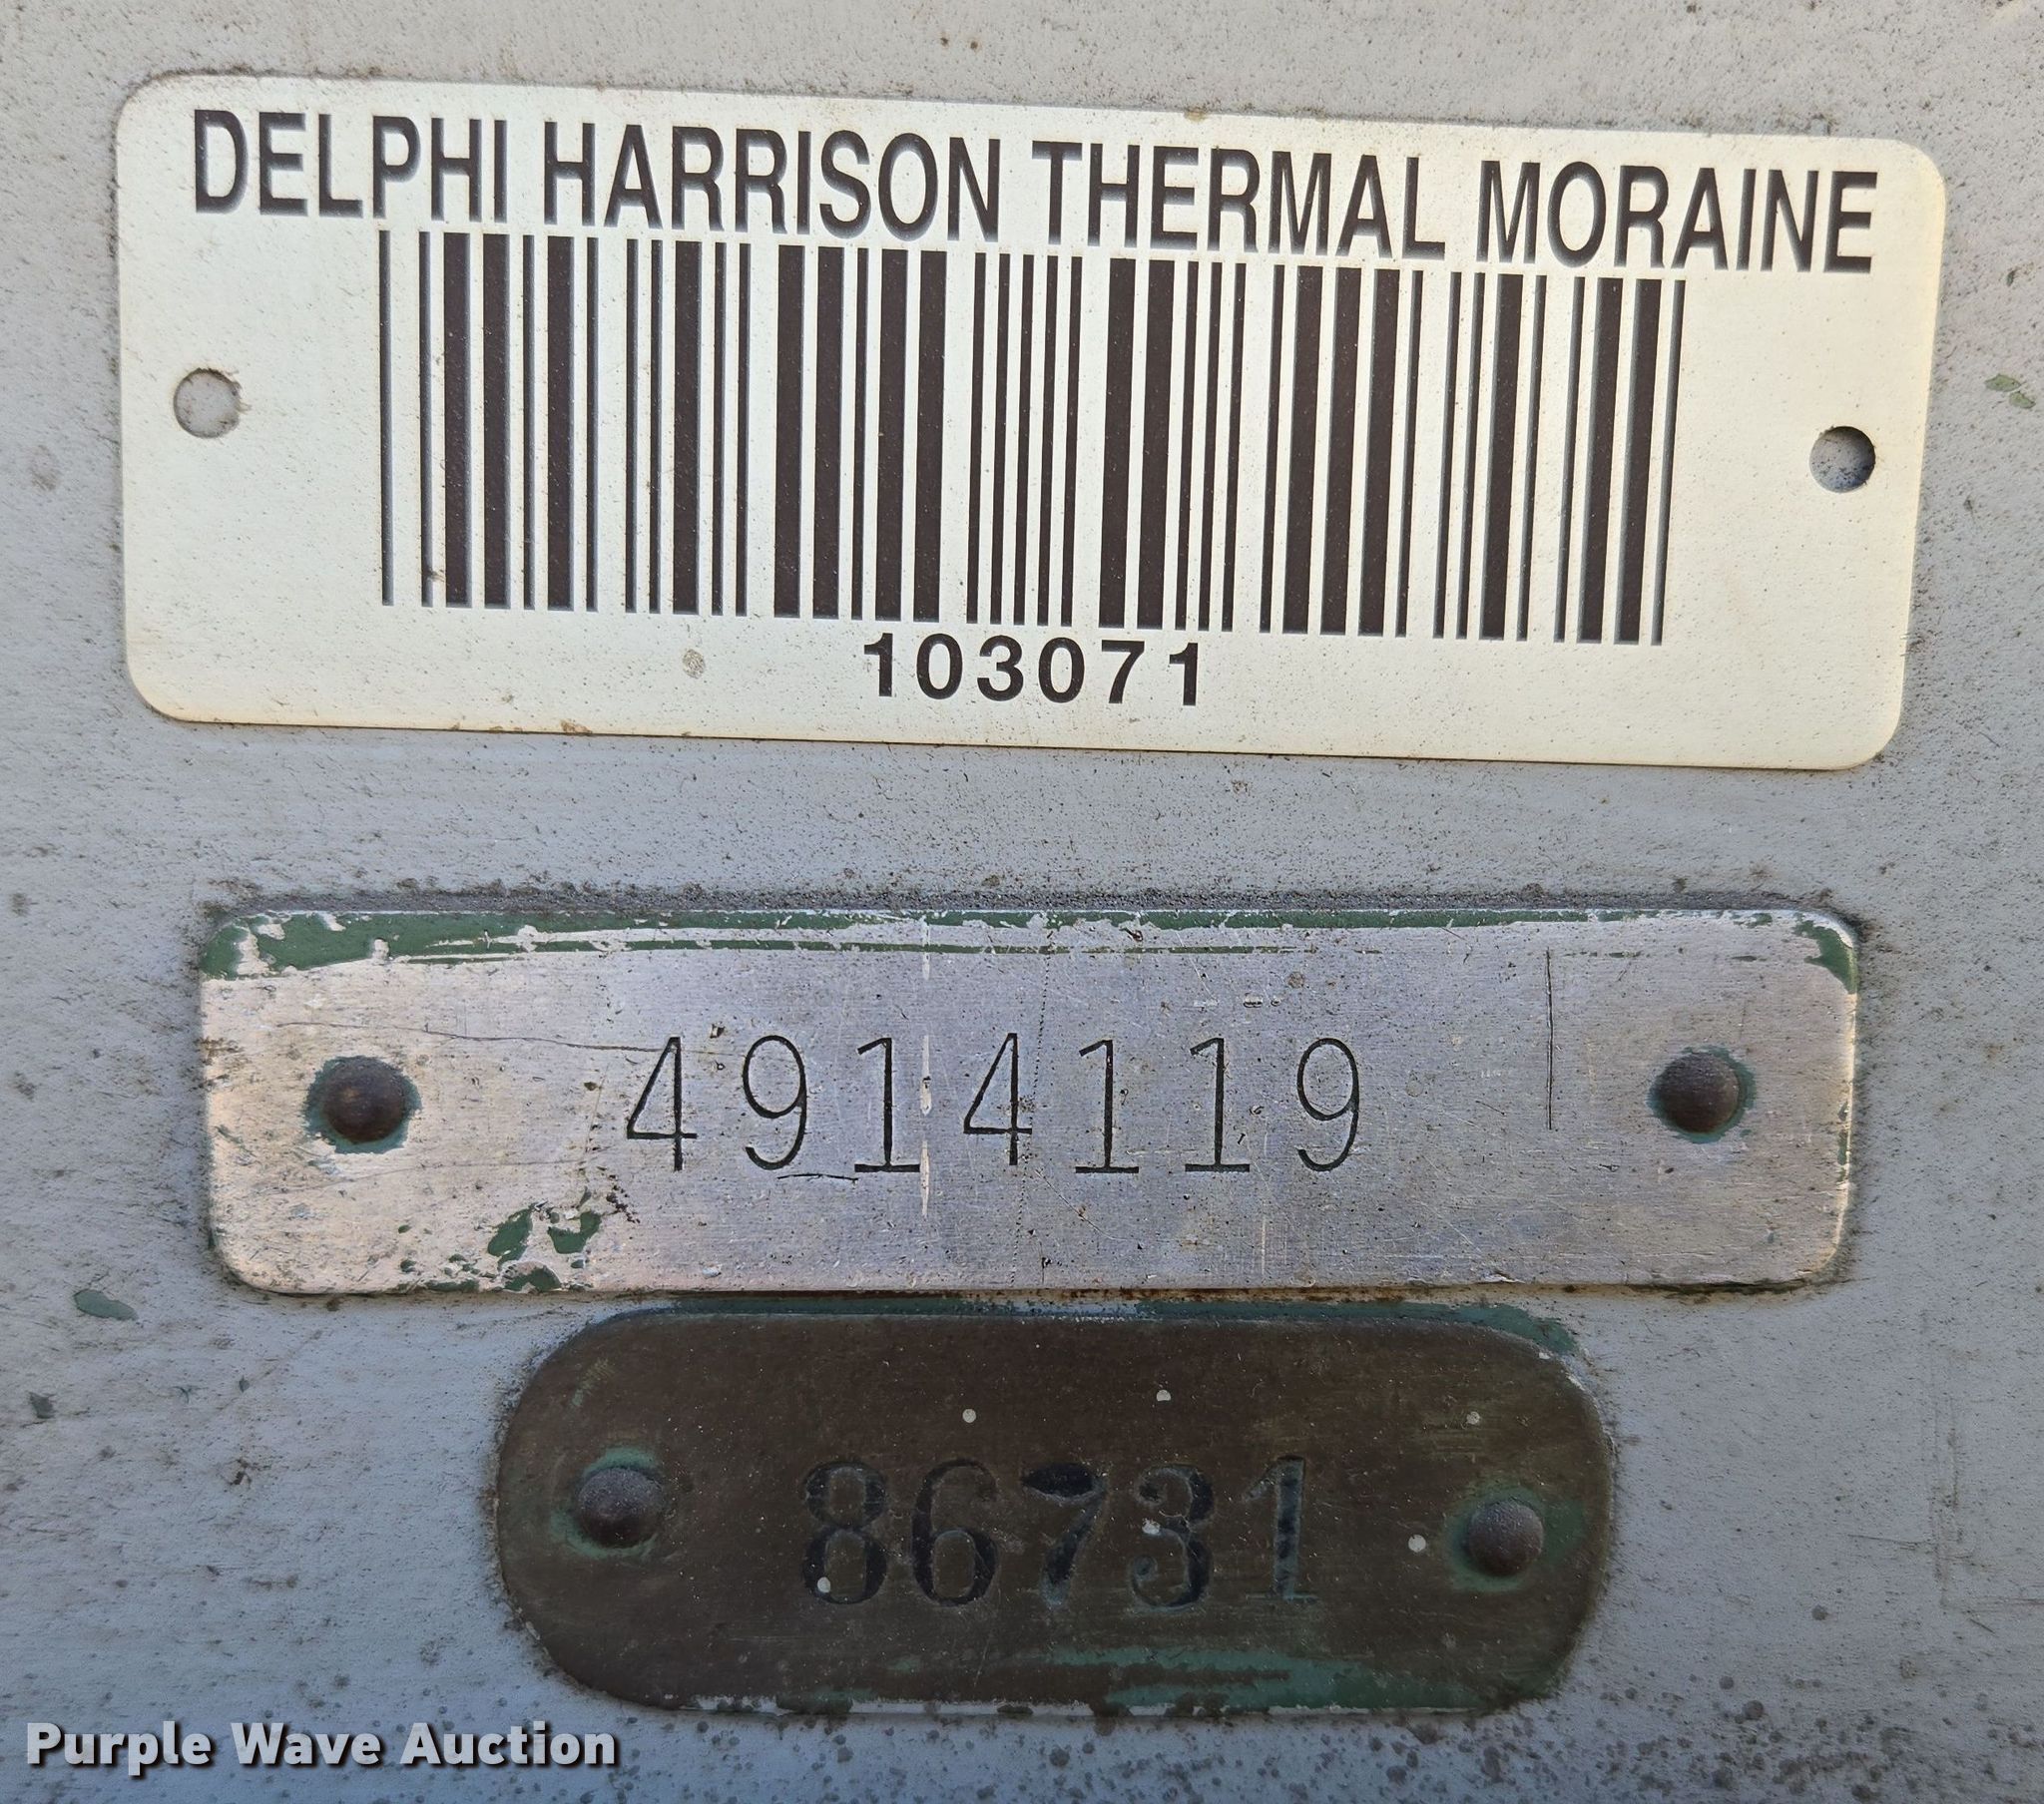 DELPHI HARRISON THERMAL MORAINE
103071
4914119
86731
Purple Wave Auction